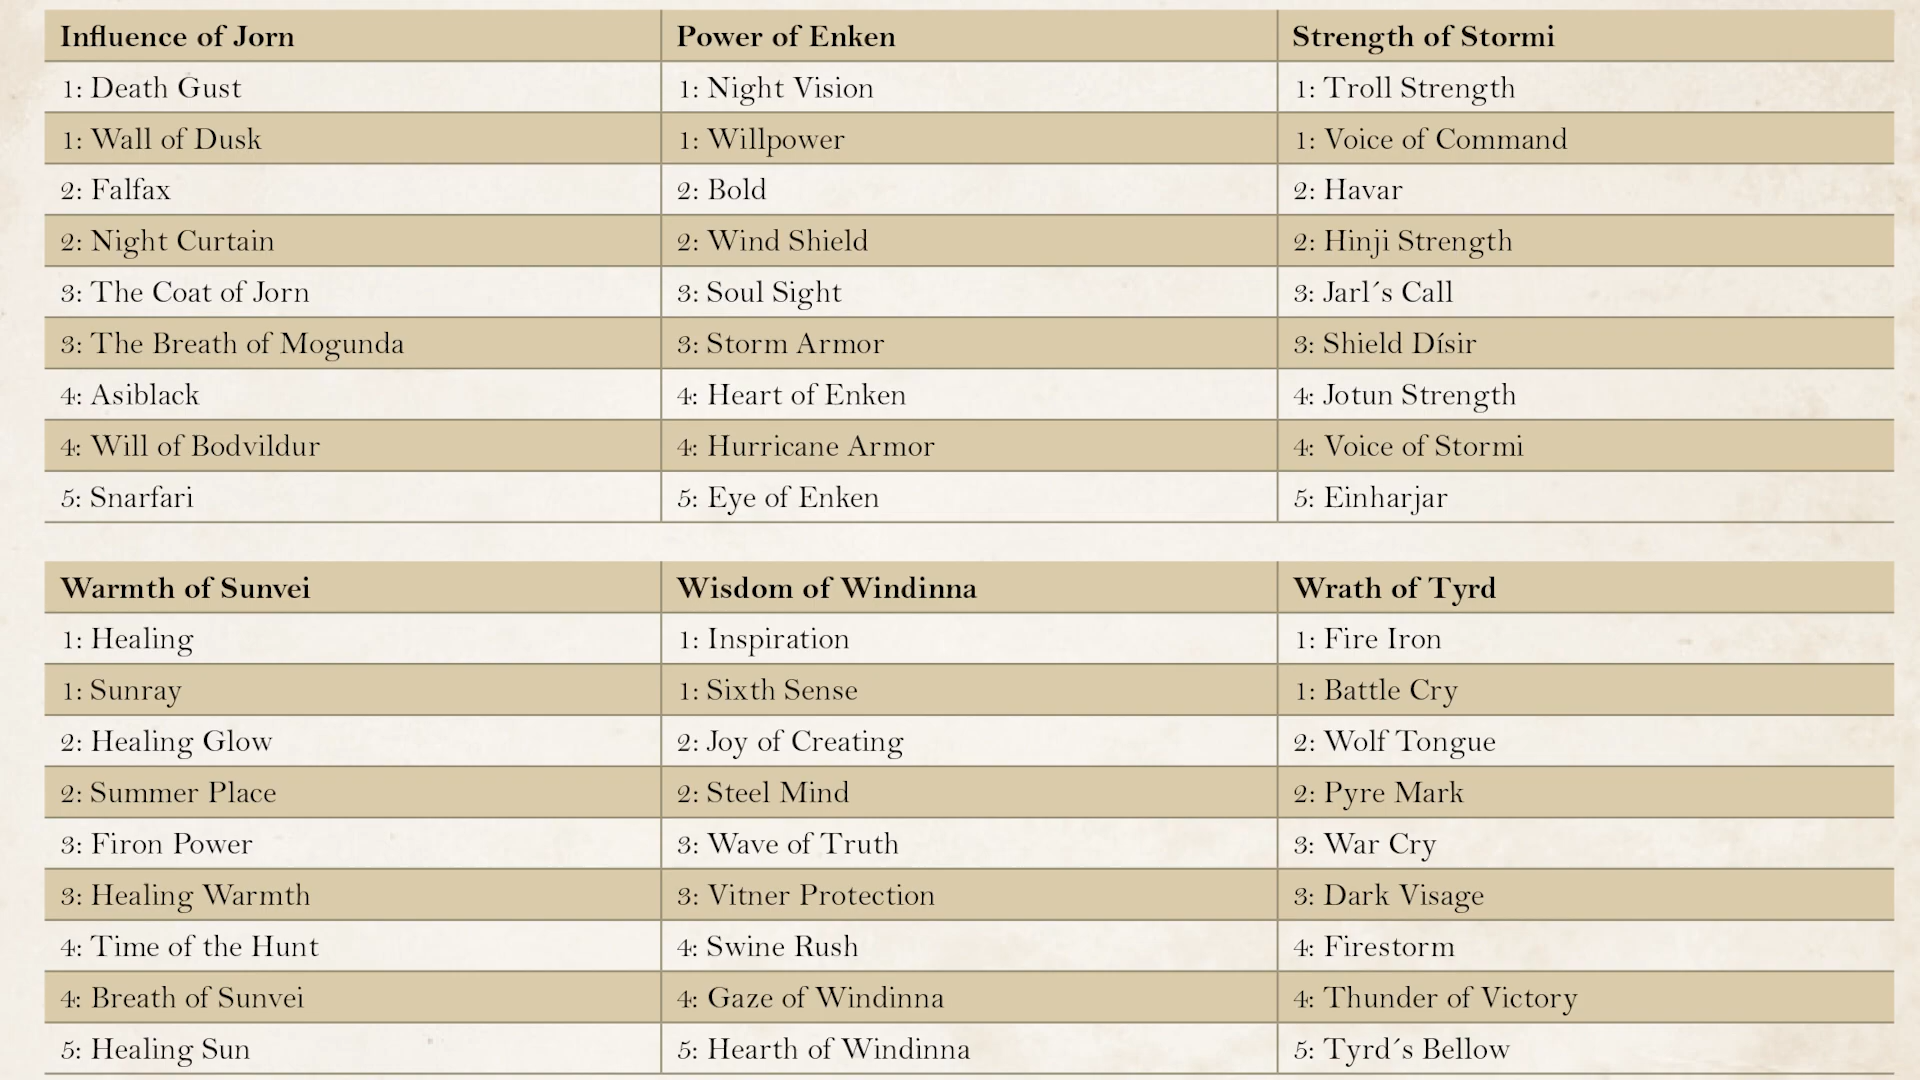 Influence of Jorn Power of Enken Strength of Stormi
1: Death Gust 1: Night Vision 1: Troll Strength
1: Wall of Dusk 1: Willpower 1: Voice of Command
2: Falfax 2: Bold 2: Havar
2: Night Curtain 2: Wind Shield 2: Hinji Strength
3: The Coat of Jorn 3: Soul Sight 3: Jarl´s Call
3: The Breath of Mogunda 3: Storm Armor 3: Shield Dísir
4: Asiblack 4: Heart of Enken 4: Jotun Strength
4: Will of Bodvildur 4: Hurricane Armor 4: Voice of Stormi
5: Snarfari 5: Eye of Enken 5: Einharjar
Warmth of Sunvei Wisdom of Windinna Wrath of Tyrd
1: Healing 1: Inspiration 1: Fire Iron
1: Sunray 1: Sixth Sense 1: Battle Cry
2: Healing Glow 2: Joy of Creating 2: Wolf Tongue
2: Summer Place 2: Steel Mind 2: Pyre Mark
3: Firon Power 3: Wave of Truth 3: War Cry
3: Healing Warmth 3: Vitner Protection 3: Dark Visage
4: Time of the Hunt 4: Swine Rush 4: Firestorm
4: Breath of Sunvei 4: Gaze of Windinna 4: Thunder of Victory
5: Healing Sun 5: Hearth of Windinna 5: Tyrd´s Bellow